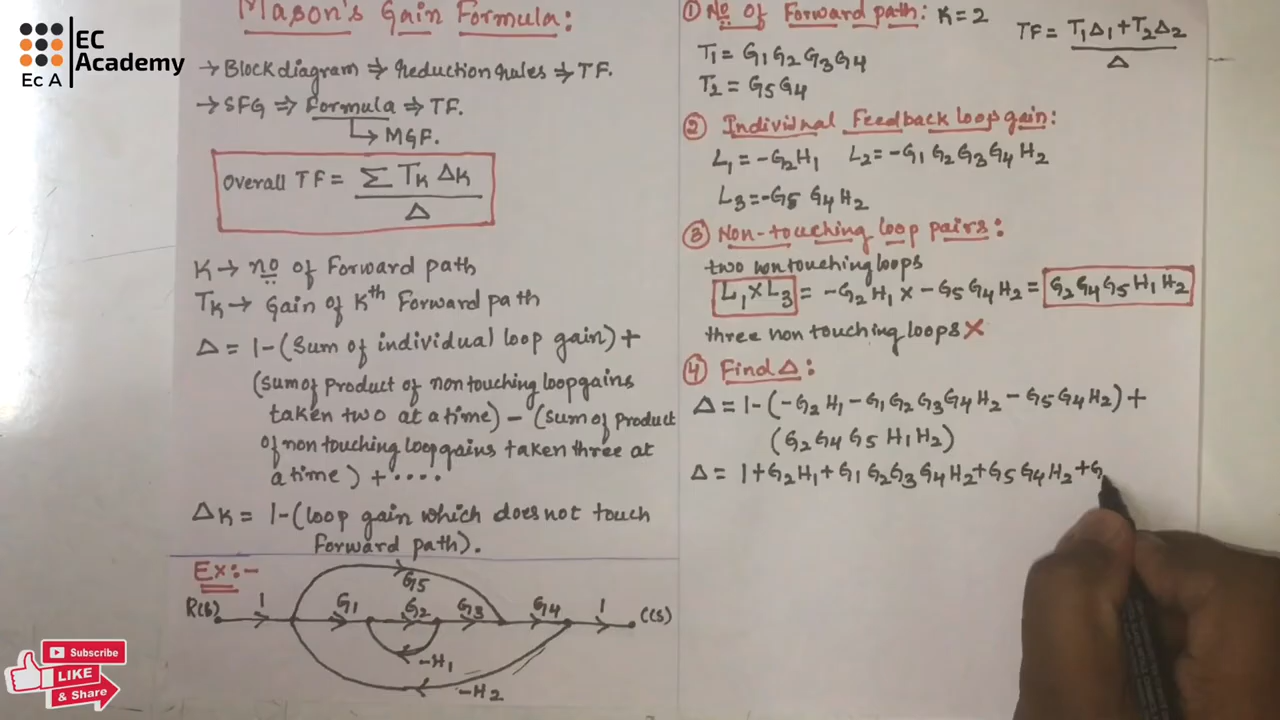 EC
Academy
Ec A
Mason's Gain Formula:
→ Block diagram ⇒ Reduction rules ⇒ TF.
→ SFG ⇒ Formula ⇒ TF.
↳ MGF.
Overall TF = Σ TK ΔK / Δ
K → no of Forward path
TK → Gain of Kth Forward path
Δ = 1-(Sum of individual loop gain) +
(sum of product of non touching loop gains
taken two at a time) - (sum of product
of non touching loop gains taken three at
a time) + ....
ΔK = 1-(loop gain which does not touch
Forward path).
Ex:-
G5
R(s) 1 G1 G2 G3 G4 1 C(s)
-H1
-H2
Subscribe
LIKE
& Share
① No of Forward path: K=2
TF = T1Δ1+T2Δ2 / Δ
T1 = G1G2G3G4
T2 = G5G4
② Individual Feedback loop gain:
L1 = -G2H1 L2 = -G1G2G3G4H2
L3 = -G5G4H2
③ Non-touching loop pairs:
two non touching loops
L1×L3 = -G2H1 × -G5G4H2 = G2G4G5H1H2
three non touching loops ×
④ Find Δ:
Δ = 1-(-G2H1-G1G2G3G4H2-G5G4H2)+
(G2G4G5H1H2)
Δ = 1+G2H1+G1G2G3G4H2+G5G4H2+G